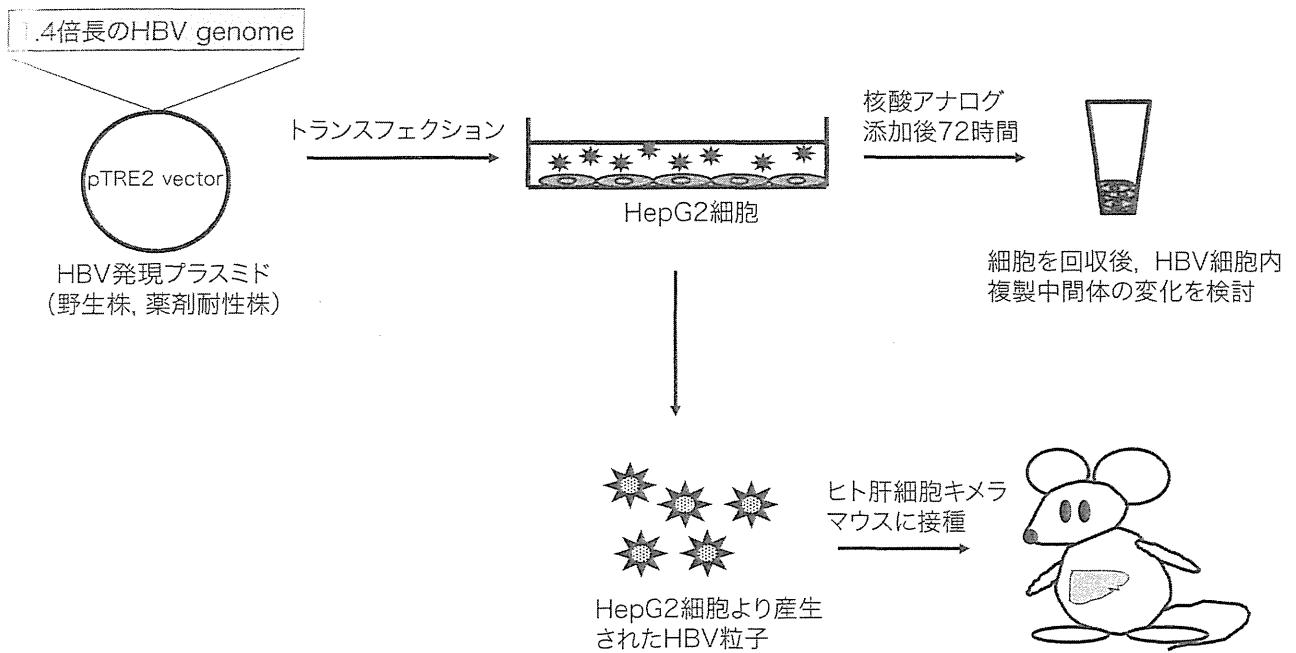 1.4倍長のHBV genome
pTRE2 vector
HBV発現プラスミド
（野生株, 薬剤耐性株）
トランスフェクション
HepG2細胞
核酸アナログ
添加後72時間
細胞を回収後，HBV細胞内
複製中間体の変化を検討
HepG2細胞より産生
されたHBV粒子
ヒト肝細胞キメラ
マウスに接種